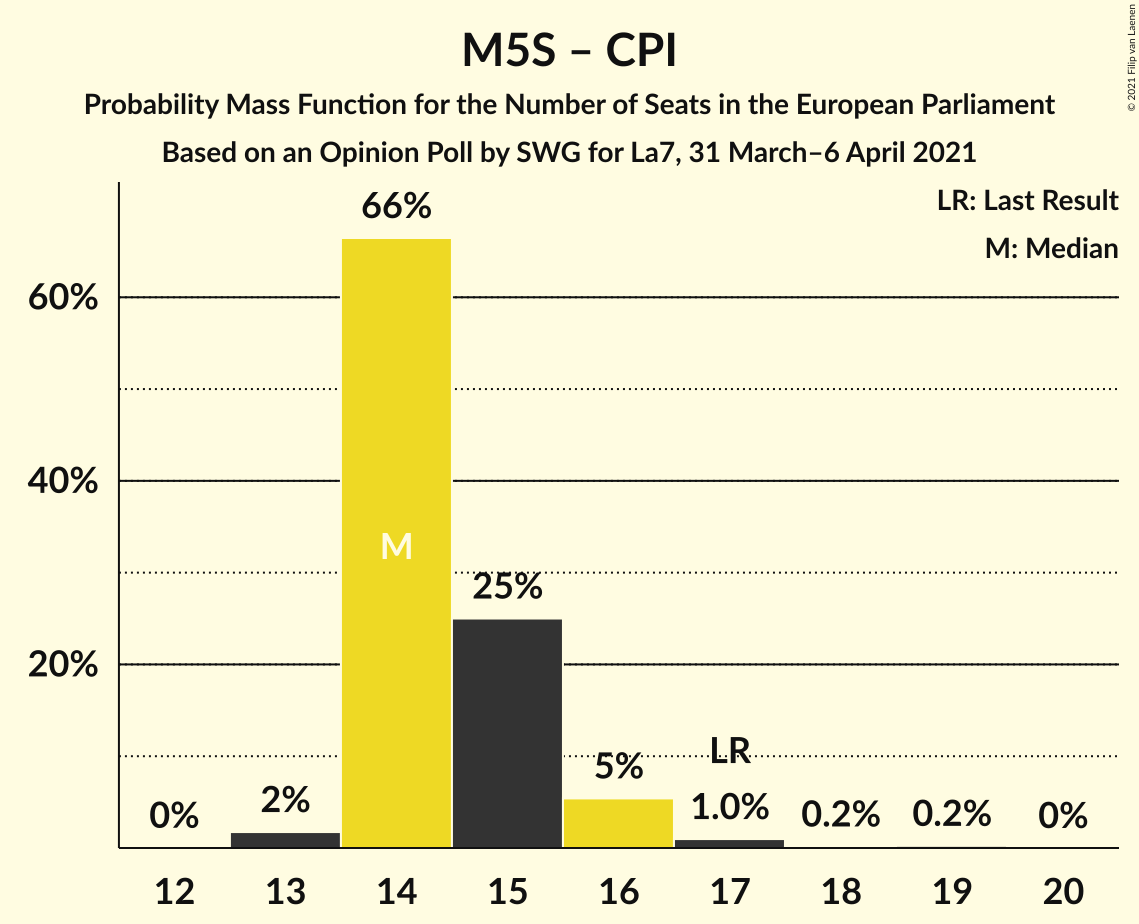 M5S – CPI
Probability Mass Function for the Number of Seats in the European Parliament
Based on an Opinion Poll by SWG for La7, 31 March–6 April 2021
© 2021 Filip van Laenen
LR: Last Result
M: Median
66%
60%
40%
M
25%
20%
LR
5%
2%
1.0%
0%
0.2%
0.2%
0%
12 13 14 15 16 17 18 19 20